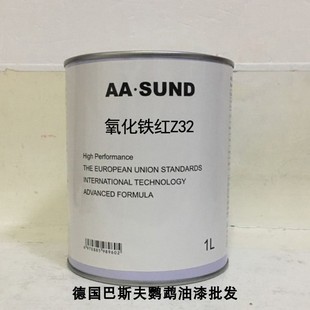 AA·SUND
氧化铁红Z32
High Performance
THE EUROPEAN UNION STANDARDS
INTERNATIONAL TECHNOLOGY
ADVANCED FORMULA
1L
德国巴斯夫鹦鹉油漆批发